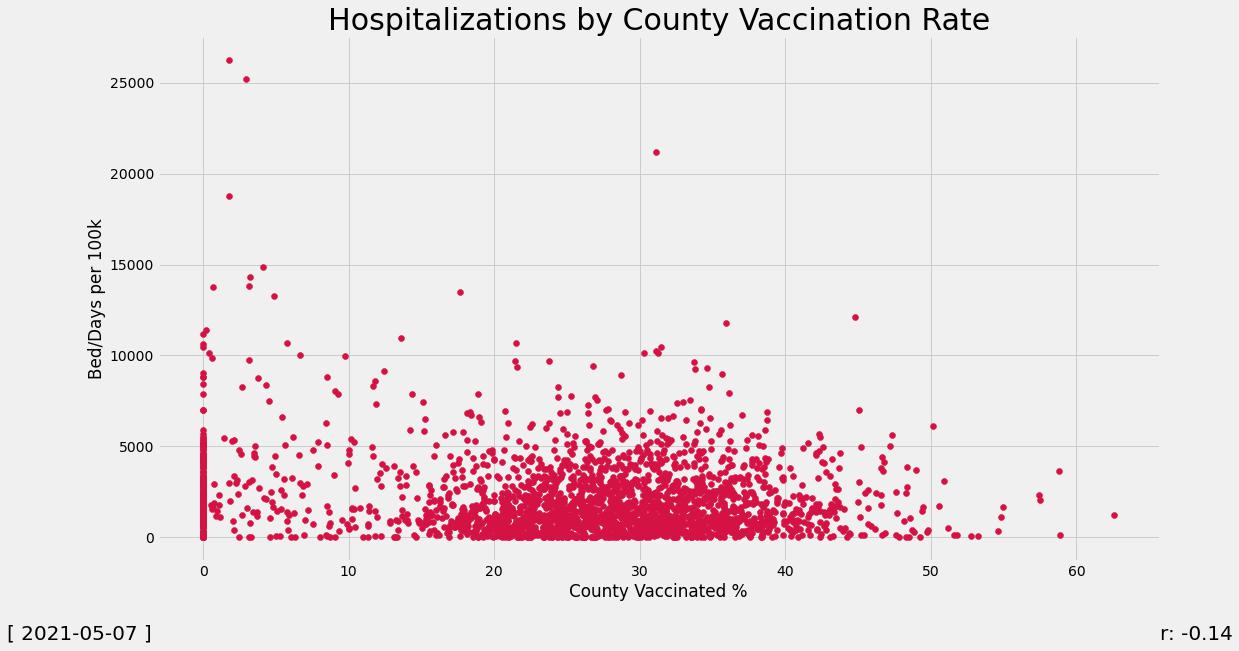 Hospitalizations by County Vaccination Rate
Bed/Days per 100k
25000
20000
15000
10000
5000
0
0 10 20 30 40 50 60
County Vaccinated %
[ 2021-05-07 ]
r: -0.14